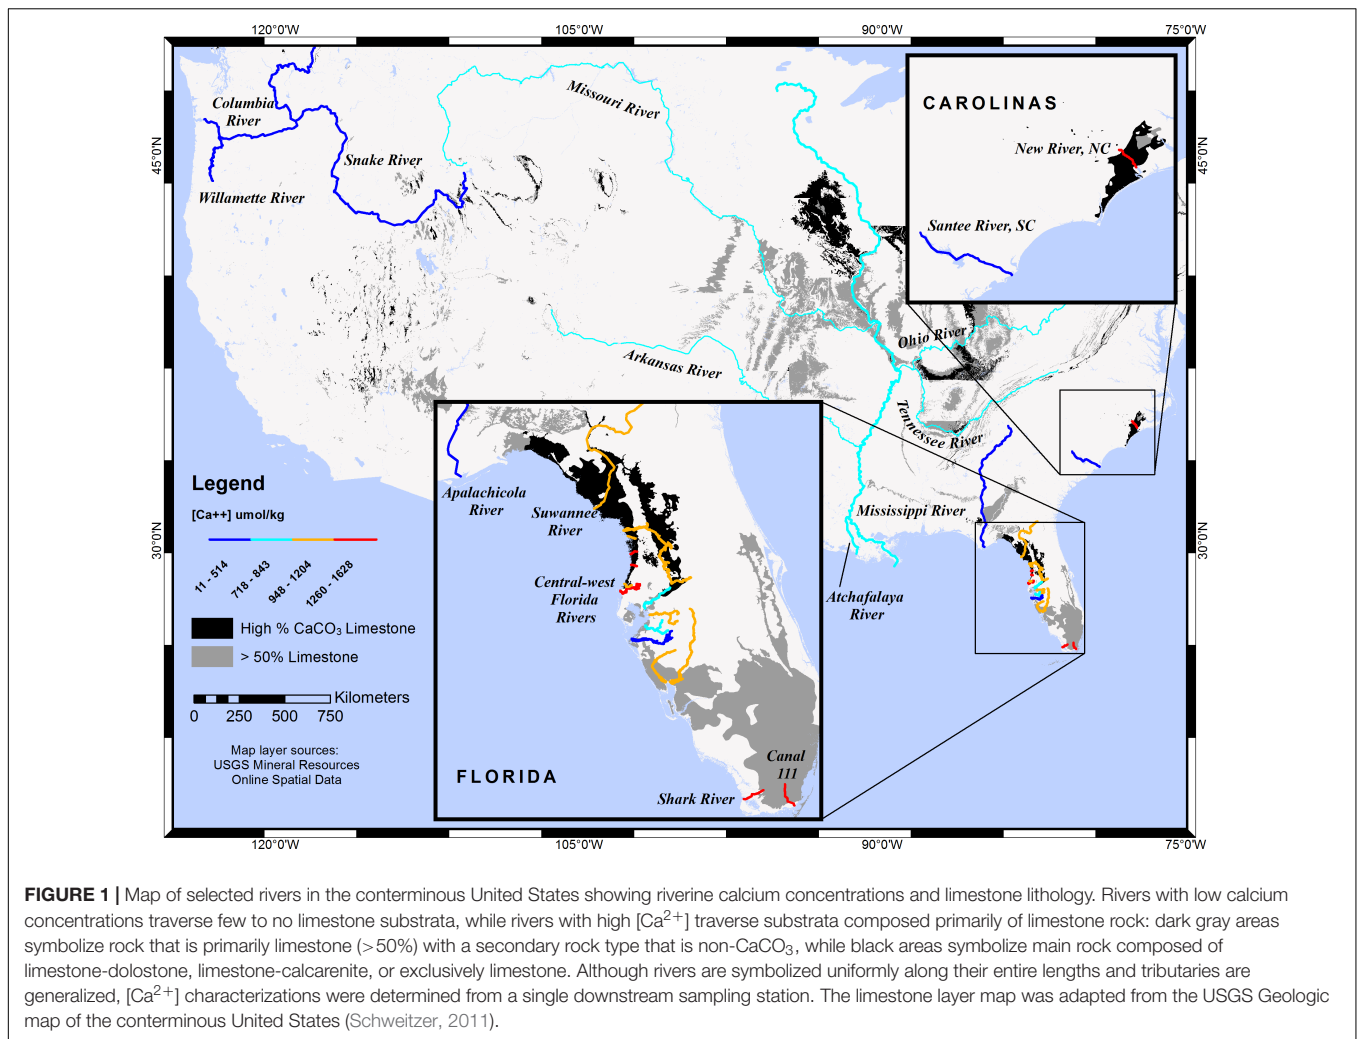 120°0'W
105°0'W
90°0'W
75°0'W
45°0'N
45°0'N
30°0'N
30°0'N
Columbia
River
Snake River
Willamette River
Missouri River
Arkansas River
Ohio River
Tennessee River
Mississippi River
Atchafalaya
River
CAROLINAS
New River, NC
Santee River, SC
Apalachicola
River
Suwannee
River
Central-west
Florida
Rivers
Canal
111
Shark River
FLORIDA
Legend
[Ca++] umol/kg
11 - 514
718 - 843
948 - 1204
1260 - 1628
High % CaCO₃ Limestone
> 50% Limestone
Kilometers
0 250 500 750
Map layer sources:
USGS Mineral Resources
Online Spatial Data
120°0'W
105°0'W
90°0'W
75°0'W
FIGURE 1 | Map of selected rivers in the conterminous United States showing riverine calcium concentrations and limestone lithology. Rivers with low calcium
concentrations traverse few to no limestone substrata, while rivers with high [Ca²⁺] traverse substrata composed primarily of limestone rock: dark gray areas
symbolize rock that is primarily limestone (>50%) with a secondary rock type that is non-CaCO₃, while black areas symbolize main rock composed of
limestone-dolostone, limestone-calcarenite, or exclusively limestone. Although rivers are symbolized uniformly along their entire lengths and tributaries are
generalized, [Ca²⁺] characterizations were determined from a single downstream sampling station. The limestone layer map was adapted from the USGS Geologic
map of the conterminous United States (Schweitzer, 2011).